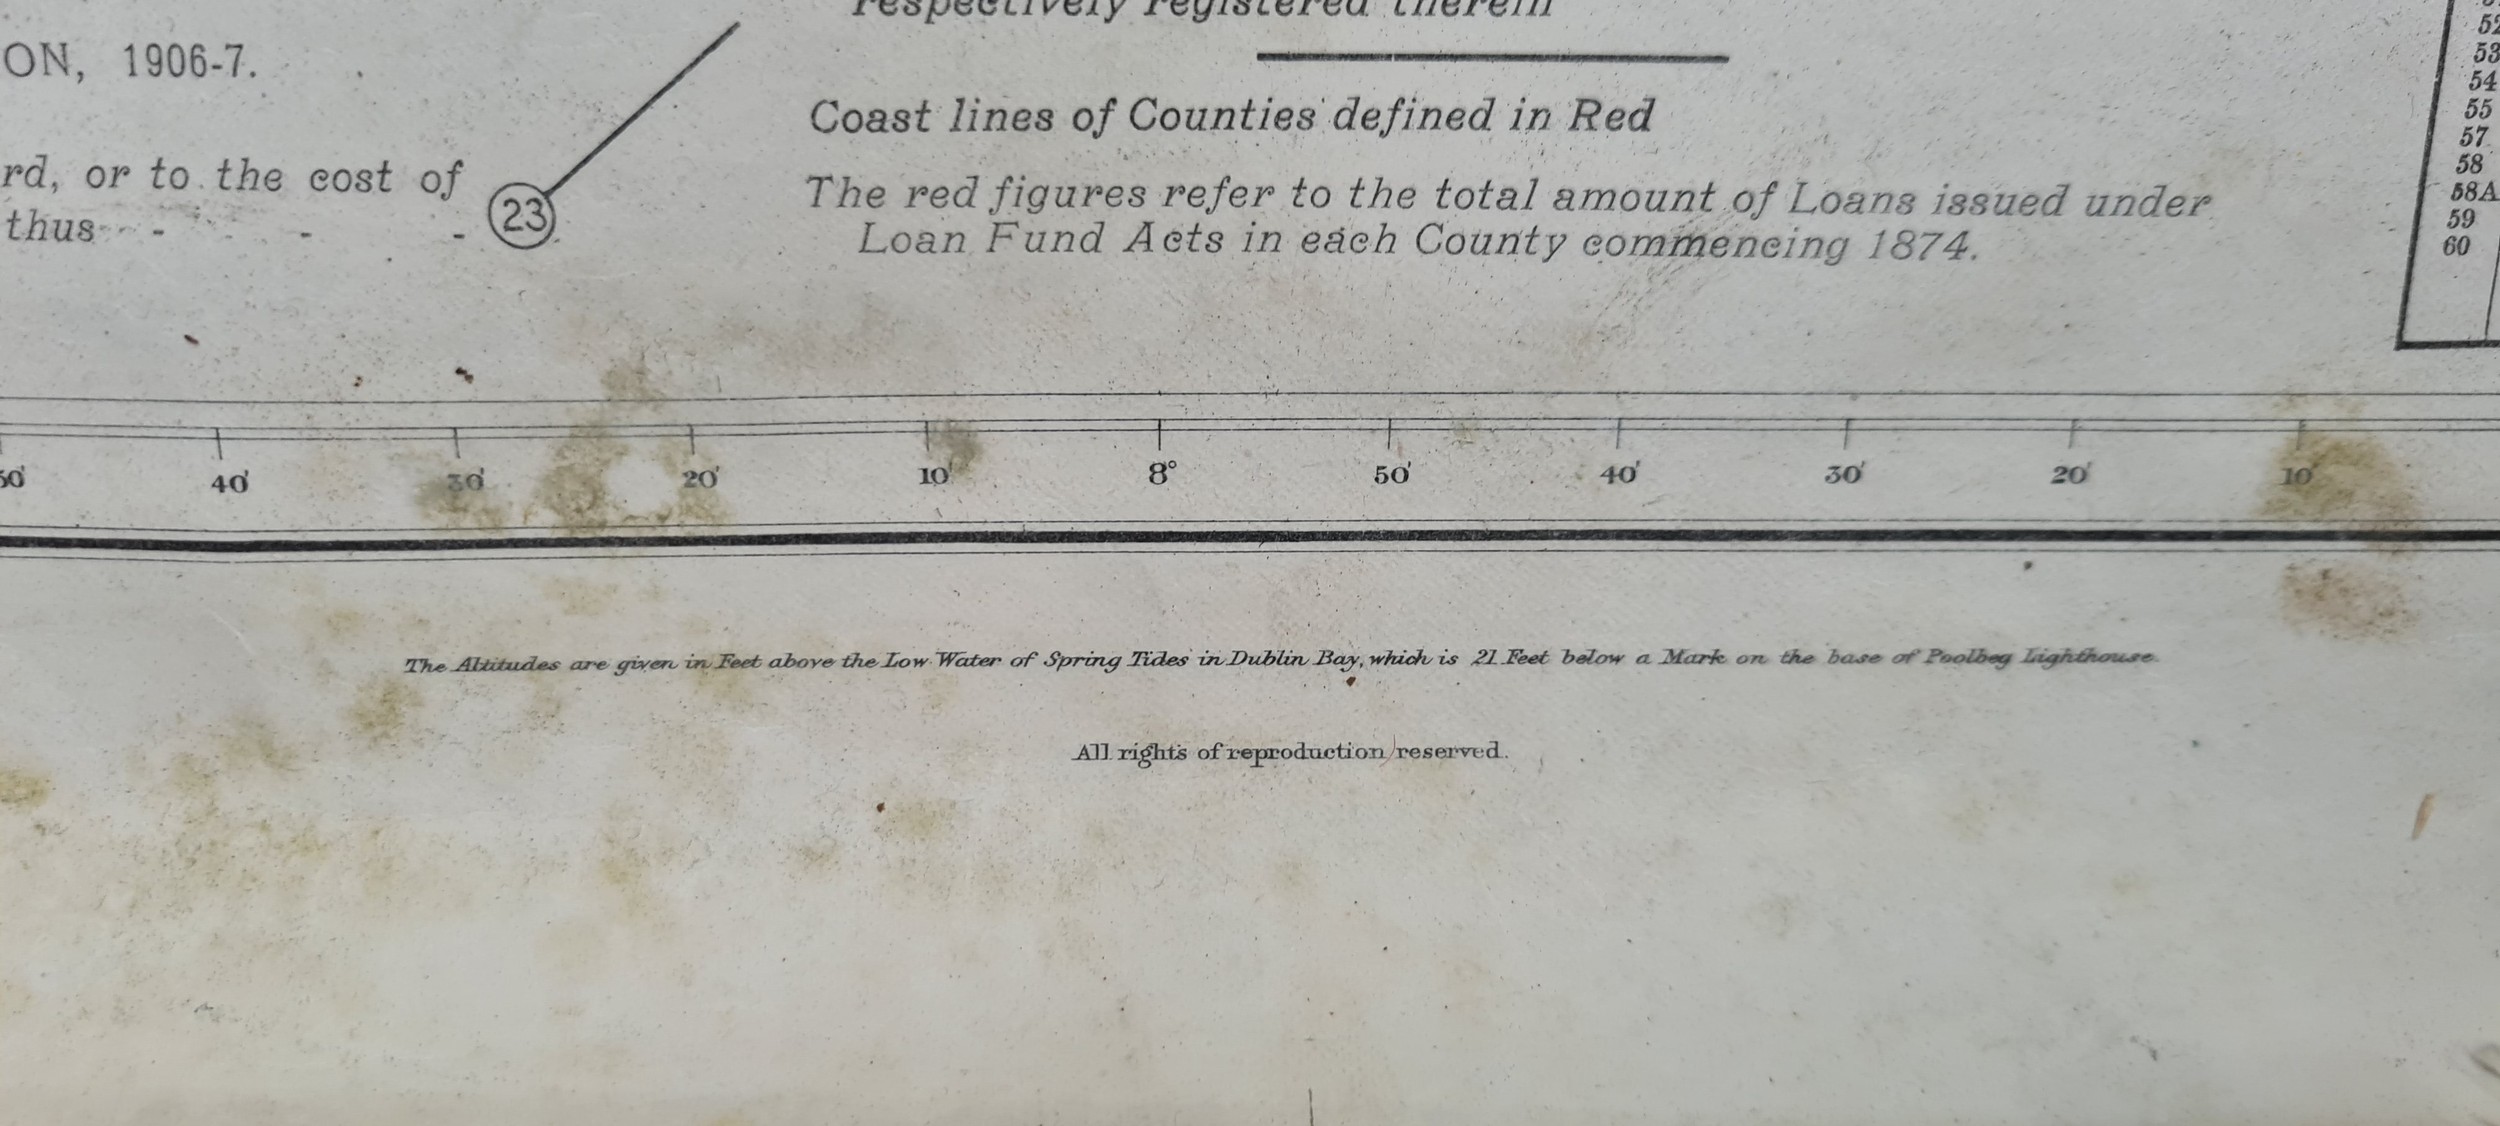 respectively registered therein
ON, 1906-7.
Coast lines of Counties defined in Red
rd, or to the cost of
thus - - - 23
The red figures refer to the total amount of Loans issued under
Loan Fund Acts in each County commencing 1874.
52
53
54
55
57
58
58A
59
60
50' 40' 30' 20' 10' 8° 50' 40' 30' 20' 10'
The Altitudes are given in Feet above the Low Water of Spring Tides in Dublin Bay, which is 21 Feet below a Mark on the base of Poolbeg Lighthouse.
All rights of reproduction reserved.